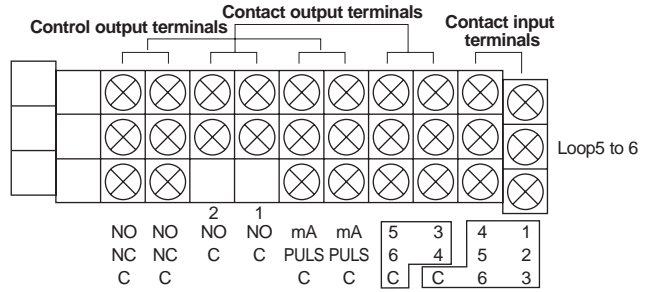 Contact output terminals
Control output terminals
Contact input
terminals
Loop5 to 6
2 1
NO NO NO NO mA mA 5 3 4 1
NC NC C C PULS PULS 6 4 5 2
C C C C C C 6 3